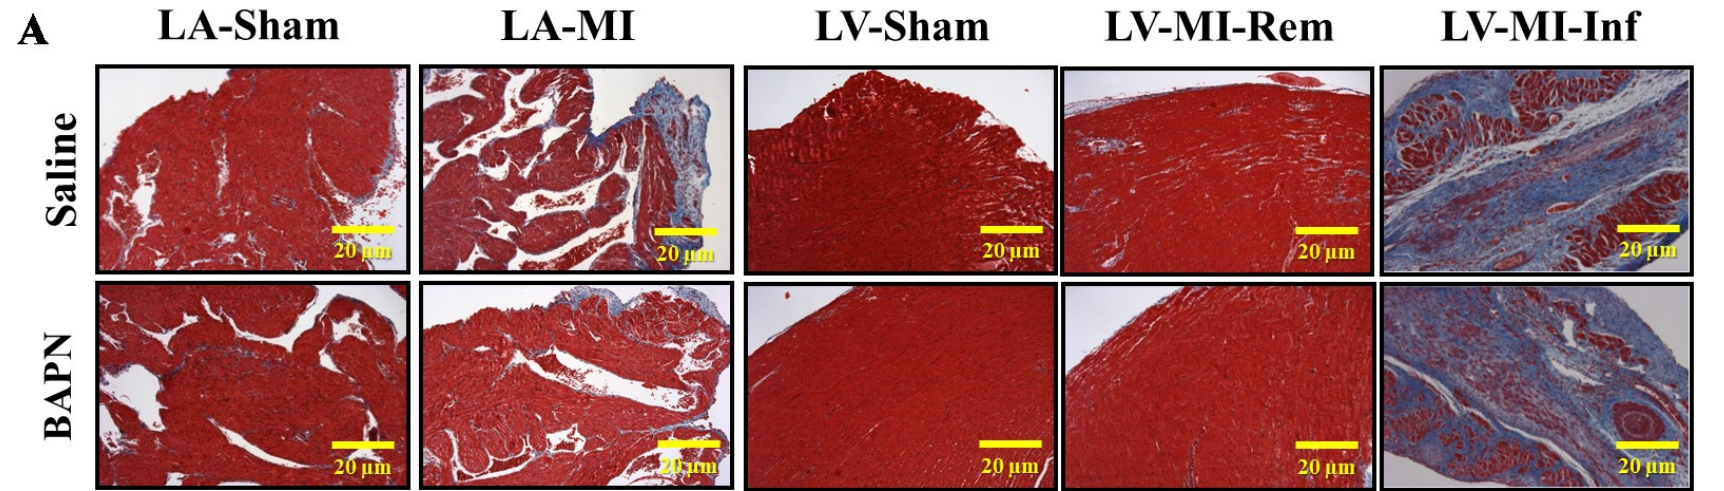 A
LA-Sham LA-MI LV-Sham LV-MI-Rem LV-MI-Inf
Saline
20 µm 20 µm 20 µm 20 µm 20 µm
BAPN
20 µm 20 µm 20 µm 20 µm 20 µm